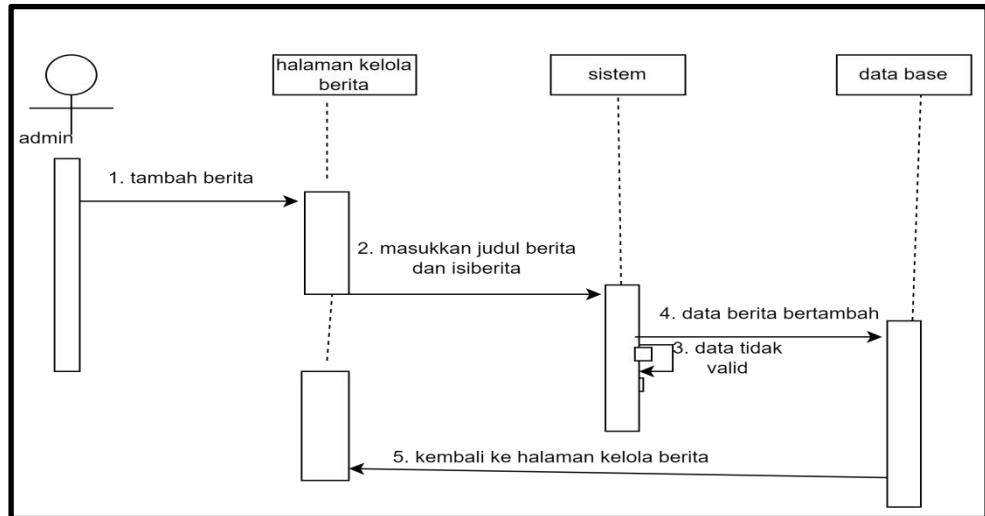 halaman kelola
berita
sistem
data base
admin
1. tambah berita
2. masukkan judul berita
dan isiberita
4. data berita bertambah
3. data tidak
valid
5. kembali ke halaman kelola berita